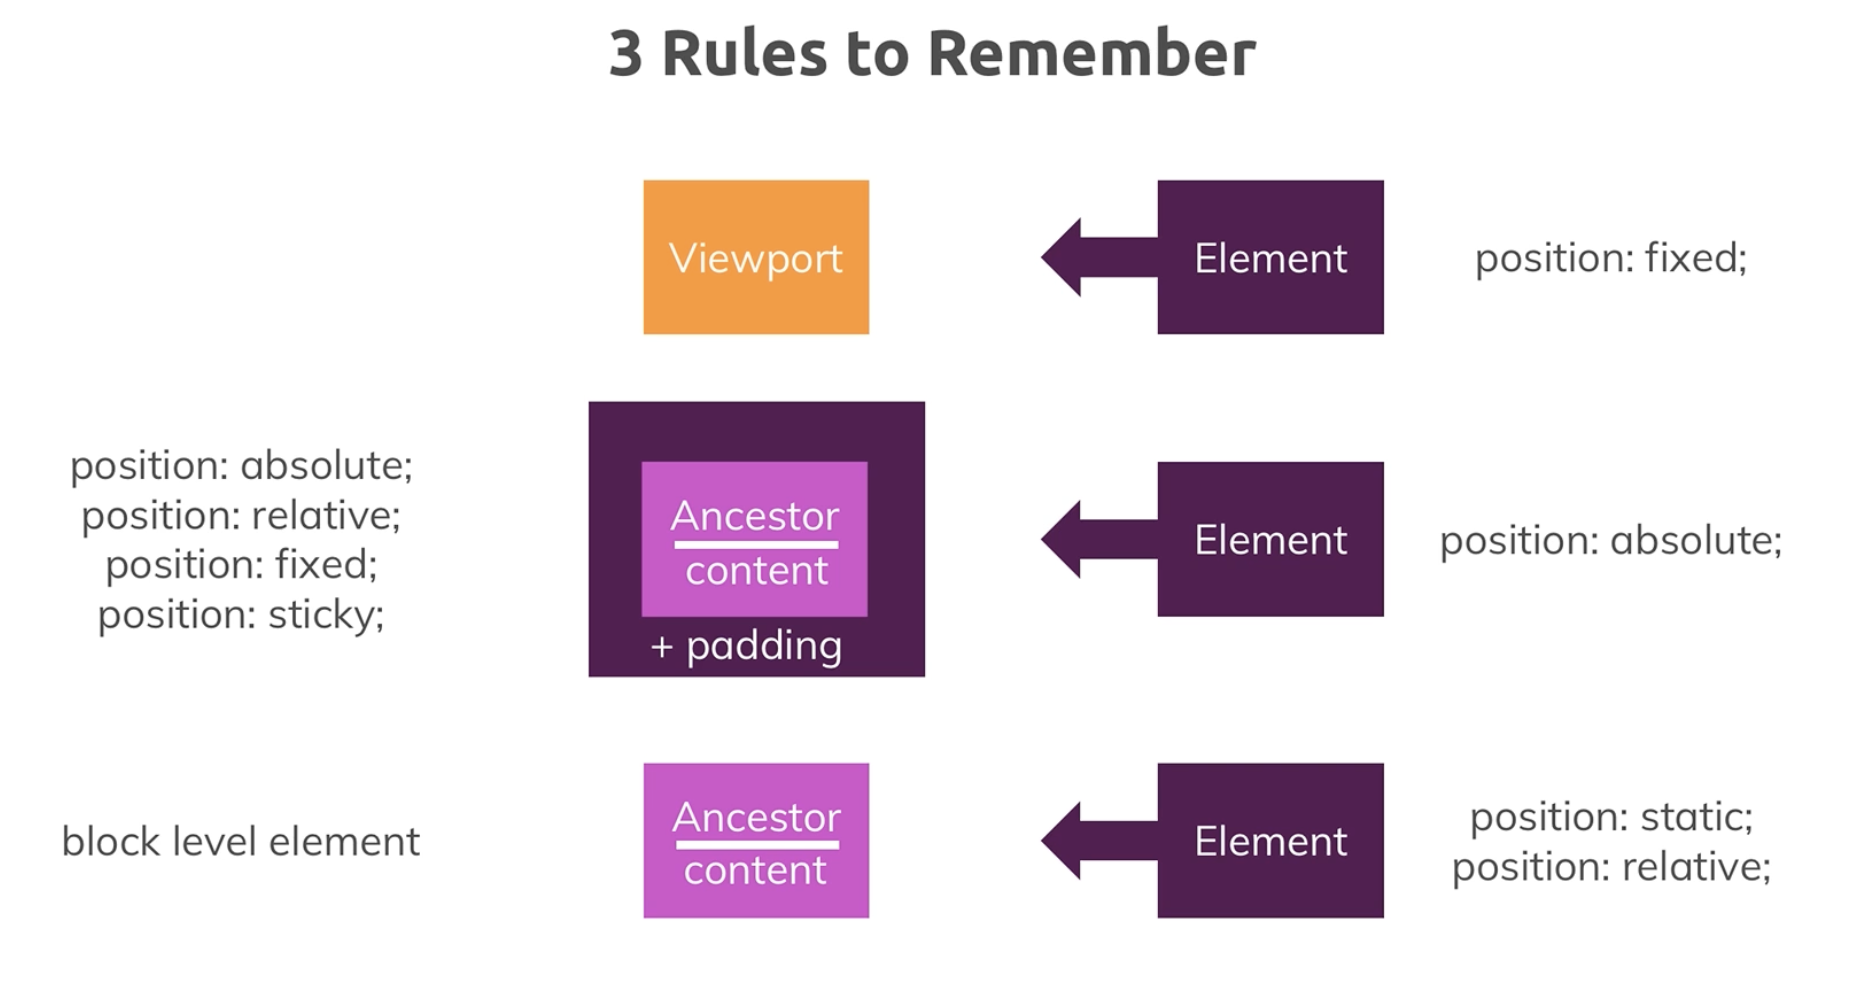 3 Rules to Remember
Viewport
Element
position: fixed;
position: absolute;
position: relative;
position: fixed;
position: sticky;
Ancestor
content
+ padding
Element
position: absolute;
block level element
Ancestor
content
Element
position: static;
position: relative;